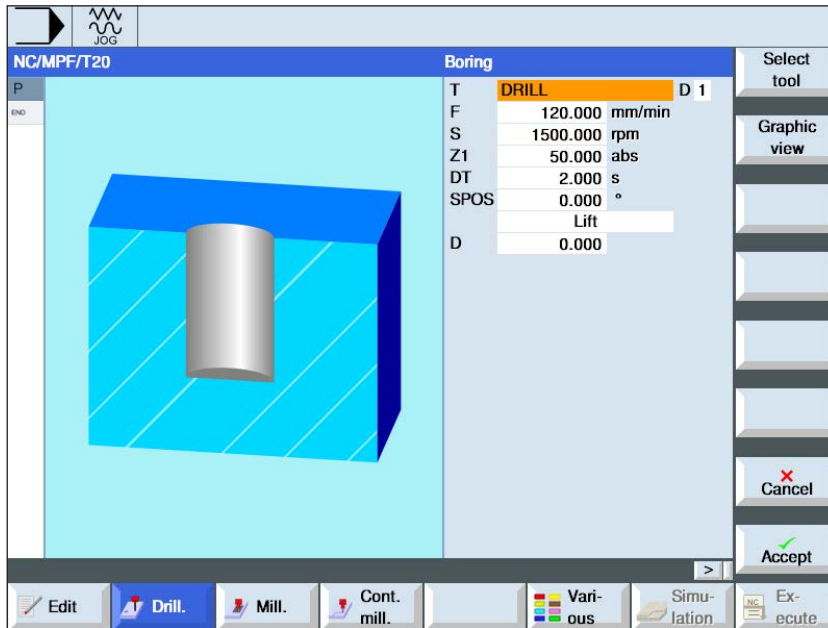 JOG
NC/MPF/T20
Boring
Select
tool
P
END
T DRILL D 1
F 120.000 mm/min
S 1500.000 rpm
Z1 50.000 abs
DT 2.000 s
SPOS 0.000 °
Lift
D 0.000
Graphic
view
Cancel
Accept
>
Edit
Drill.
Mill.
Cont.
mill.
Vari-
ous
Simu-
lation
NC
Ex-
ecute